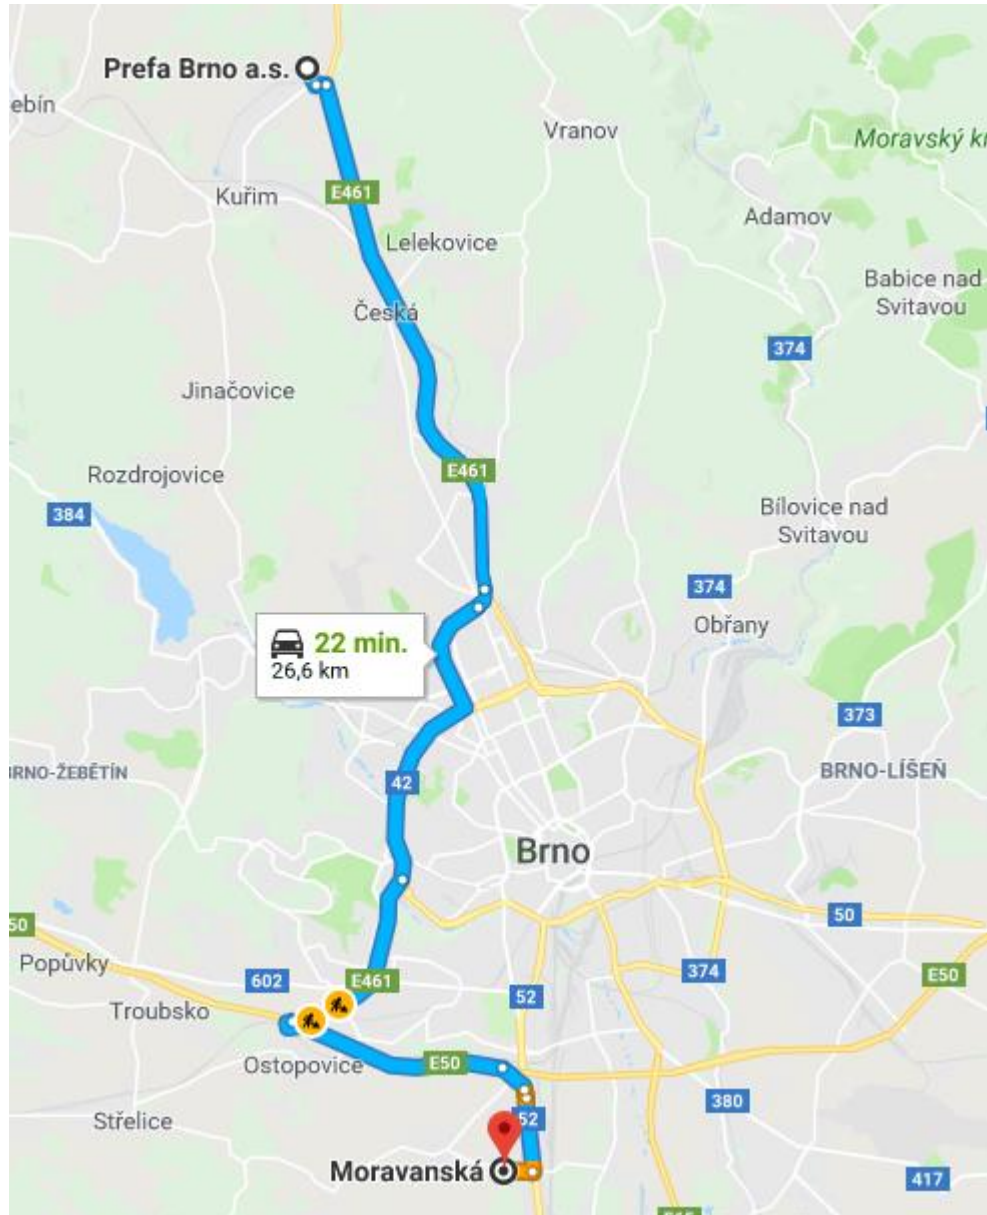 Prefa Brno a.s.
ebín
Vranov
Moravský kr
E461
Kuřim
Adamov
Lelekovice
Babice nad
Svitavou
Česká
374
Jinačovice
E461
Rozdrojovice
384
Bílovice nad
Svitavou
374
22 min.
26,6 km
Obřany
373
BRNO-ŽEBĚTÍN
42
BRNO-LÍŠEŇ
Brno
50
50
Popůvky
602
E461
374
E50
52
Troubsko
Ostopovice
E50
380
Střelice
52
Moravanská
417